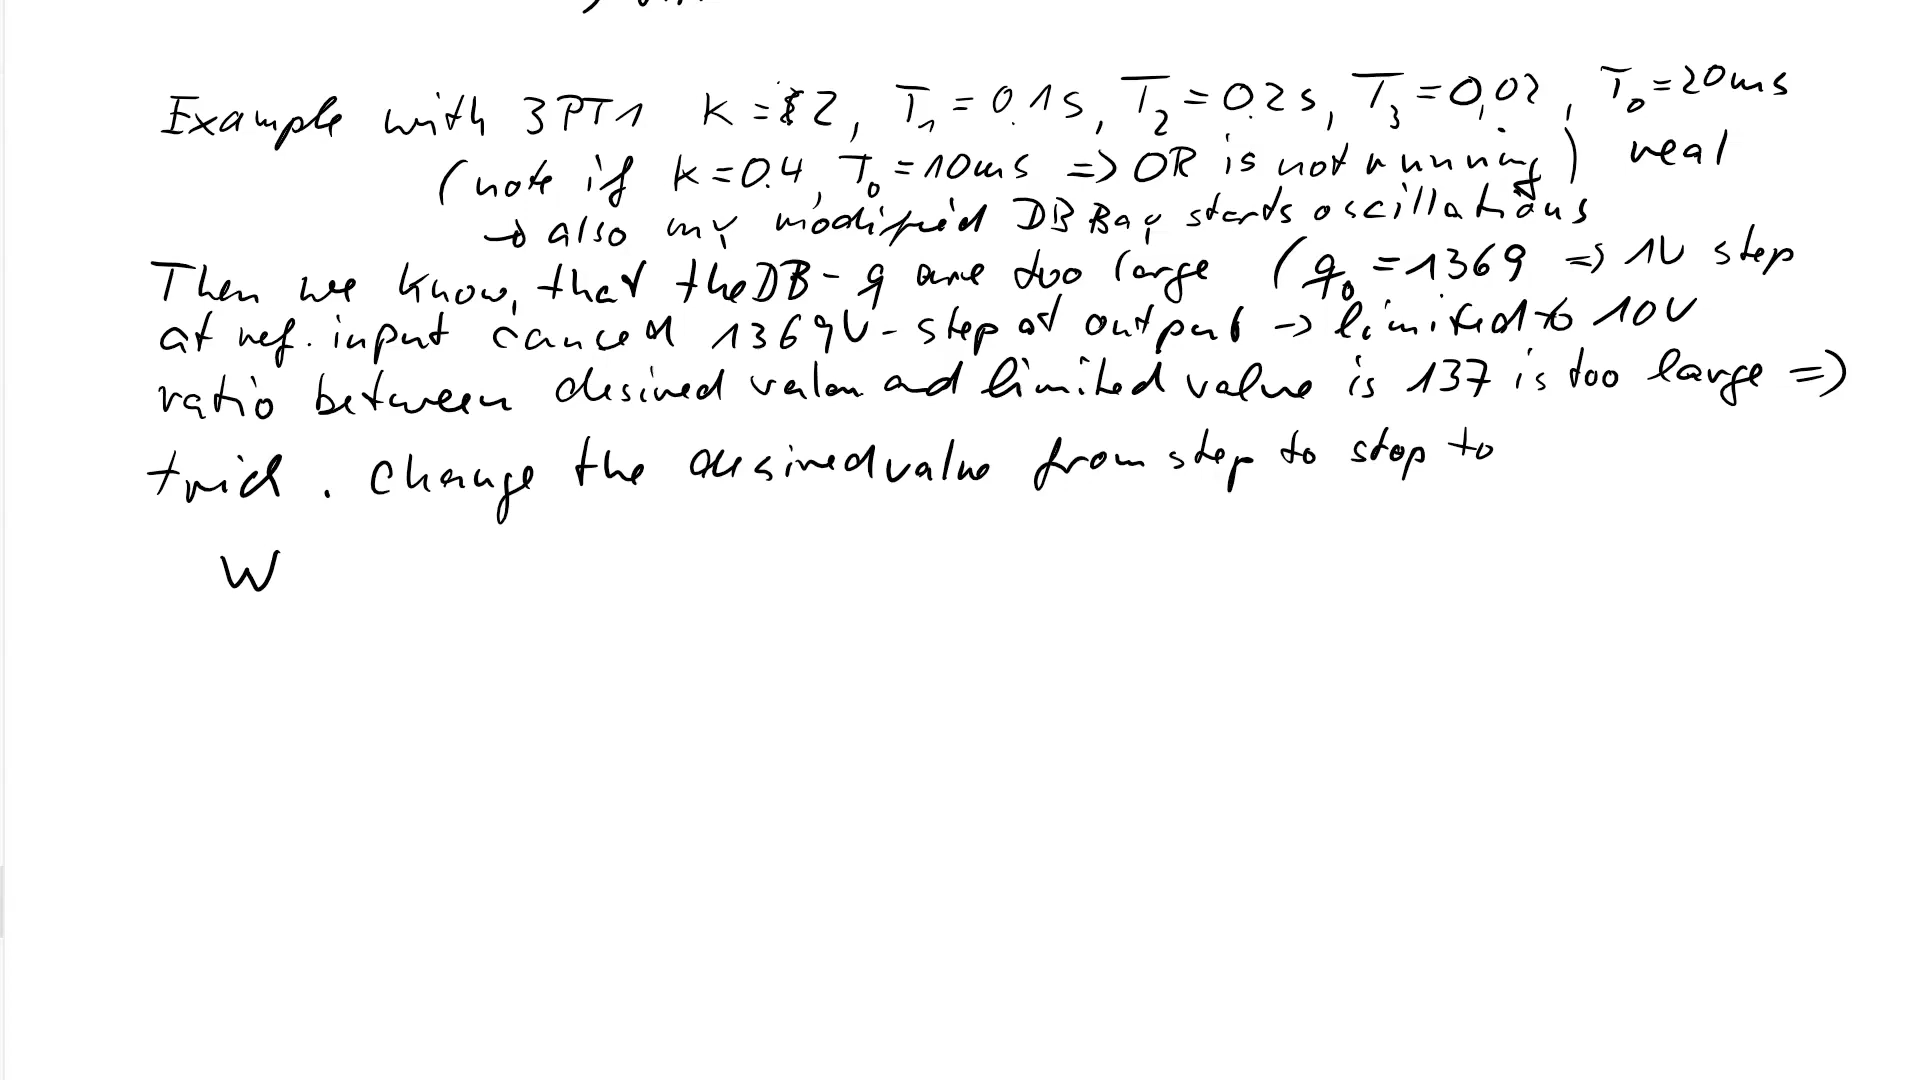 Example with 3PT1 K = 2, T1 = 0.1s, T2 = 0.2s, T3 = 0,02, T0 = 20ms
(note if K = 0.4, T0 = 10ms => OR is not running) real
→ also my modified DB Bay starts oscillations
Then we know, that the DB - q are too large (q0 = 1369 => 1V step
at ref. input caused 1369V - step at output -> limited to 10V
ratio between desired value and limited value is 137 is too large =>
trick. Change the desired value from step to stop to
W